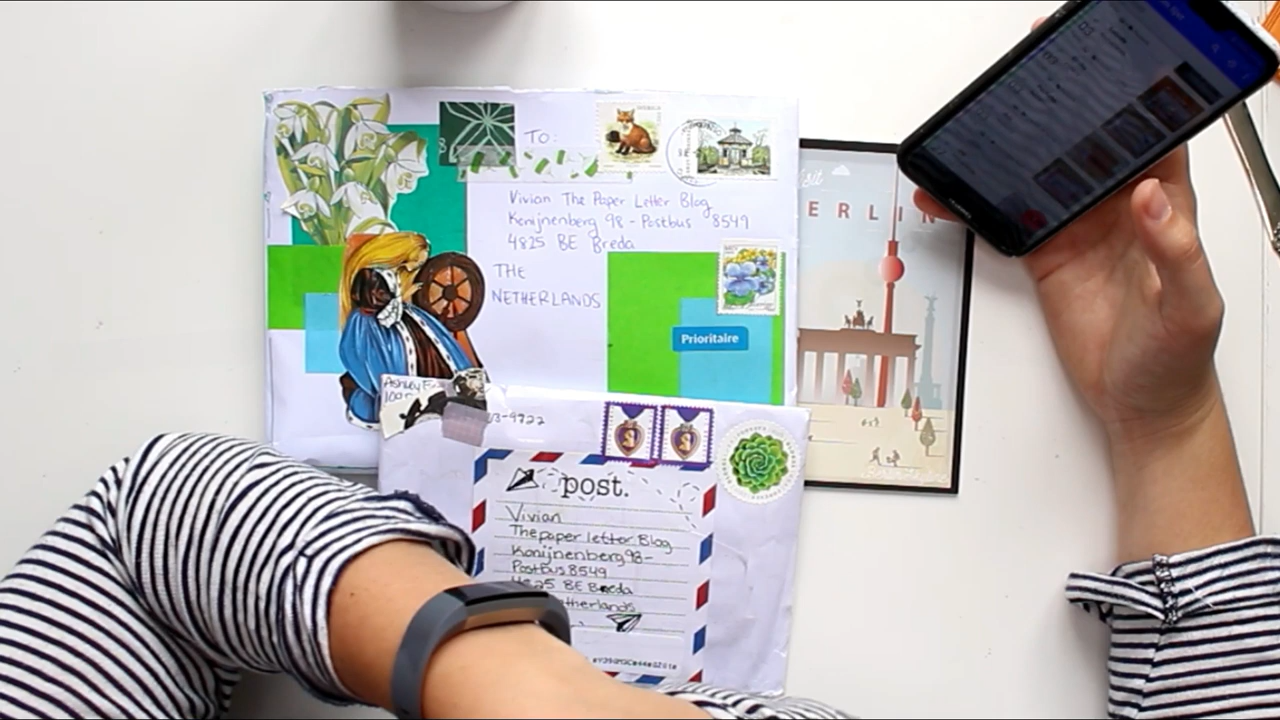 TO:
Vivian The Paper Letter Blog
Konijnenberg 98 - Postbus 8549
4825 BE Breda
THE
NETHERLANDS
Prioritaire
ERLIN
Ashley
post.
Vivian
The paper letter Blog
Konijnenberg 98-
Postbus 8549
4825 BE Breda
therlands